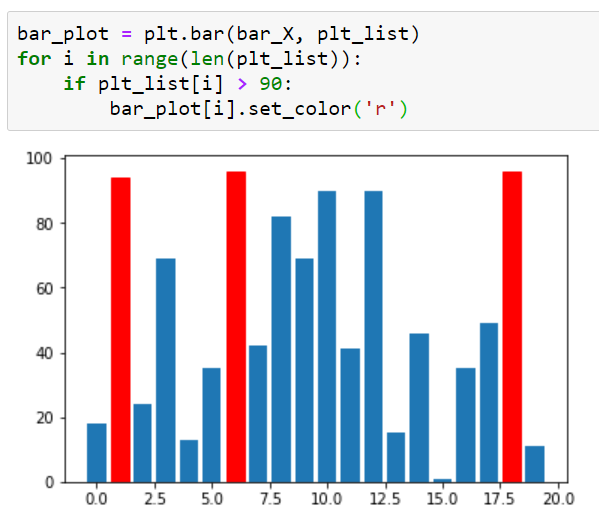 bar_plot = plt.bar(bar_X, plt_list)
for i in range(len(plt_list)):
    if plt_list[i] > 90:
        bar_plot[i].set_color('r')
100
80
60
40
20
0
0.0 2.5 5.0 7.5 10.0 12.5 15.0 17.5 20.0